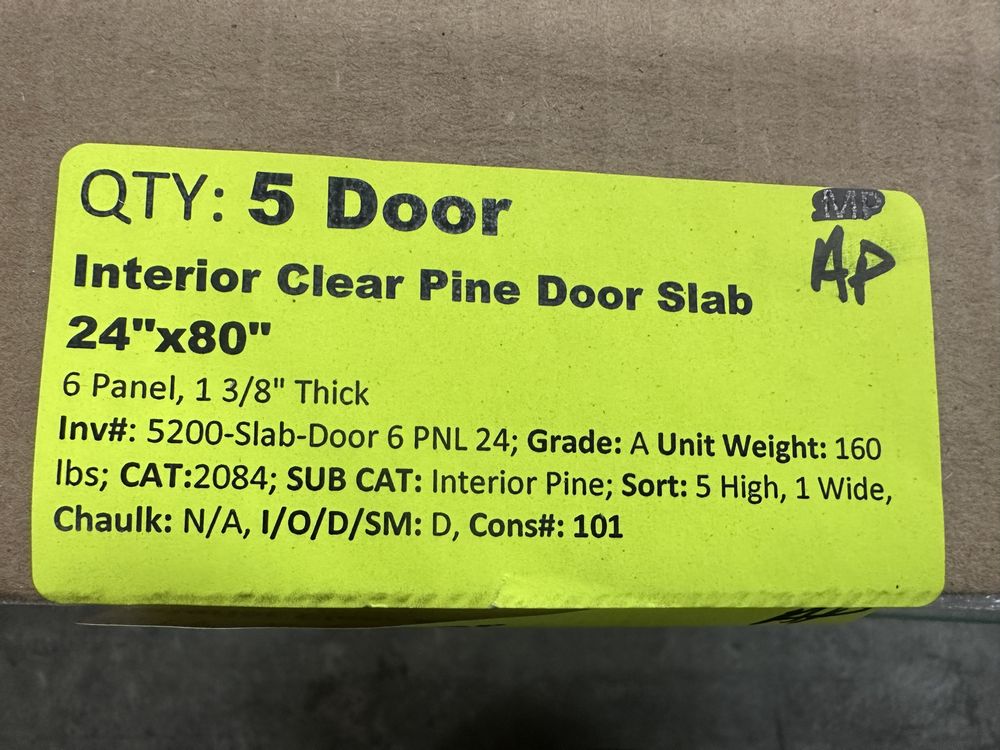 QTY: 5 Door
MP
AP
Interior Clear Pine Door Slab
24"x80"
6 Panel, 1 3/8" Thick
Inv#: 5200-Slab-Door 6 PNL 24; Grade: A Unit Weight: 160
lbs; CAT:2084; SUB CAT: Interior Pine; Sort: 5 High, 1 Wide,
Chaulk: N/A, I/O/D/SM: D, Cons#: 101